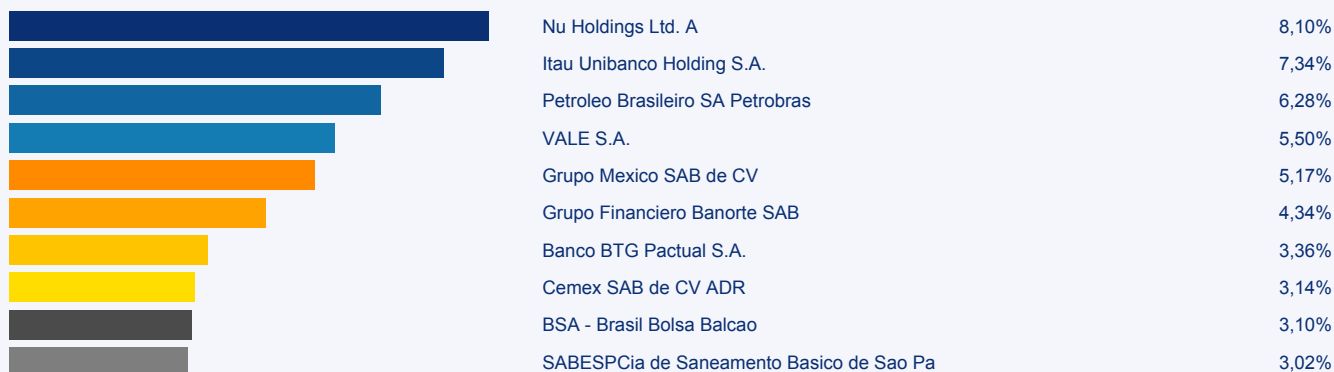 Nu Holdings Ltd. A 8,10%
Itau Unibanco Holding S.A. 7,34%
Petroleo Brasileiro SA Petrobras 6,28%
VALE S.A. 5,50%
Grupo Mexico SAB de CV 5,17%
Grupo Financiero Banorte SAB 4,34%
Banco BTG Pactual S.A. 3,36%
Cemex SAB de CV ADR 3,14%
BSA - Brasil Bolsa Balcao 3,10%
SABESPCia de Saneamento Basico de Sao Pa 3,02%